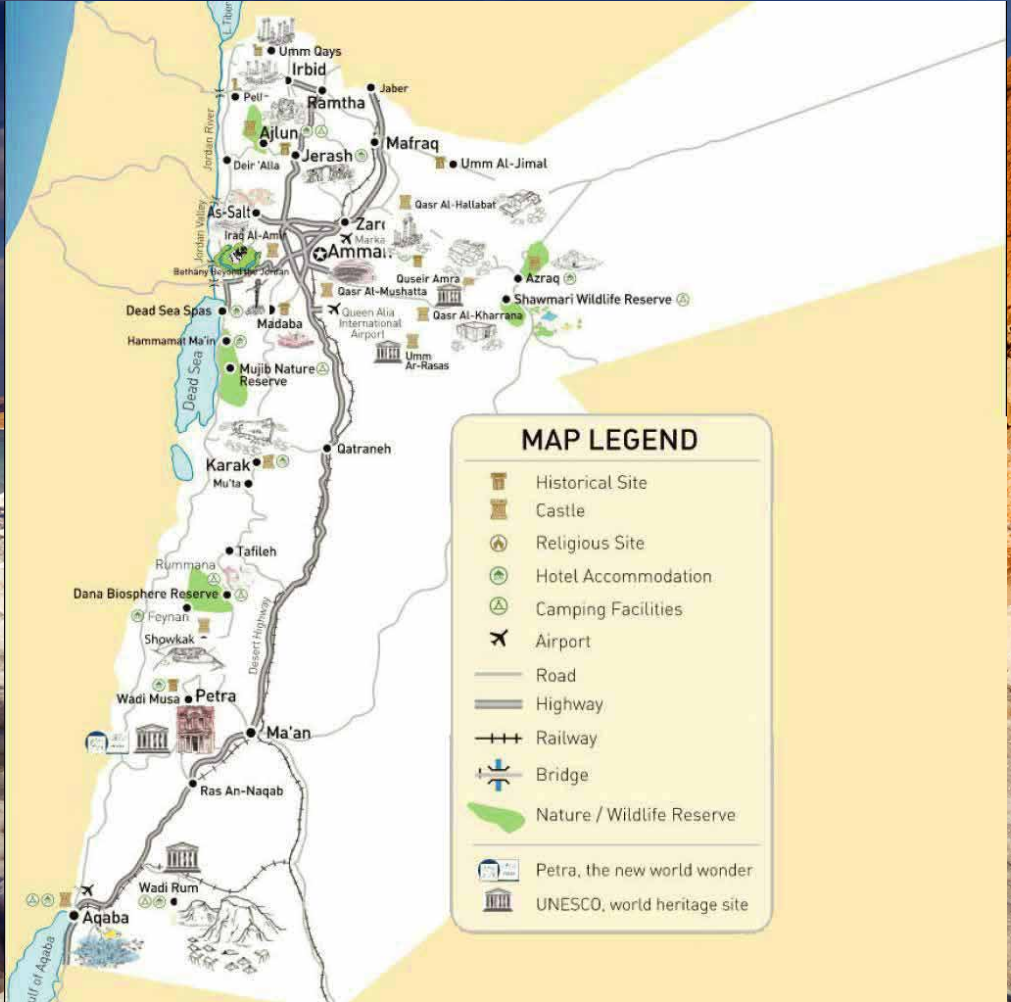 L.Tiber
Umm Qays
Irbid
Jaber
Pell
Ramtha
Jordan River
Ajlun
Mafraq
Jerash
Umm Al-Jimal
Deir 'Alla
Qasr Al-Hallabat
As-Salt
Jordan Valley
Zar
Iraq Al-Amir
Marka
Amma
Bethany Beyond the Jordan
Quseir Amra
Azraq
Qasr Al-Mushatta
Shawmari Wildlife Reserve
Dead Sea Spas
Madaba
Queen Alia
International
Airport
Qasr Al-Kharrana
Hammamat Ma'in
Umm
Ar-Rasas
Dead Sea
Mujib Nature
Reserve
Qatraneh
Karak
Mu'ta
Tafileh
Rummana
Dana Biosphere Reserve
Feynan
Showkak
Desert Highway
Wadi Musa
Petra
Ma'an
Ras An-Naqab
Wadi Rum
Aqaba
ulf of Aqaba
MAP LEGEND
Historical Site
Castle
Religious Site
Hotel Accommodation
Camping Facilities
Airport
Road
Highway
Railway
Bridge
Nature / Wildlife Reserve
Petra, the new world wonder
UNESCO, world heritage site